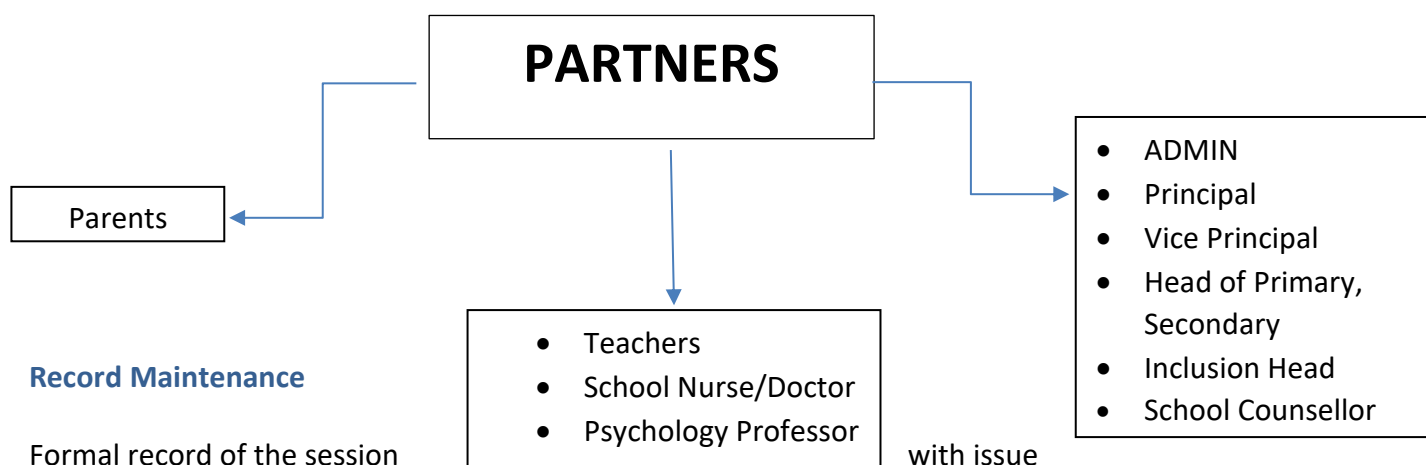 PARTNERS
Parents
• ADMIN
• Principal
• Vice Principal
• Head of Primary,
Secondary
• Inclusion Head
• School Counsellor
• Teachers
• School Nurse/Doctor
• Psychology Professor
Record Maintenance
Formal record of the session with issue